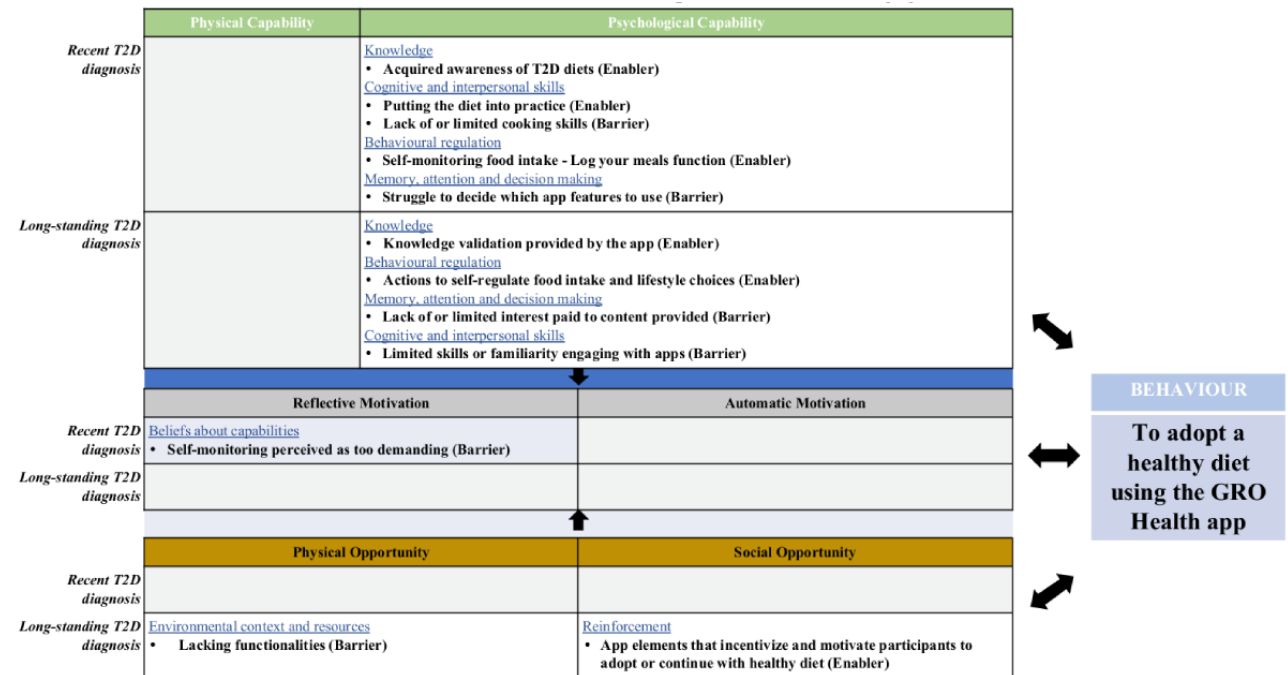 Physical Capability
Psychological Capability
Recent T2D
diagnosis
Knowledge
• Acquired awareness of T2D diets (Enabler)
Cognitive and interpersonal skills
• Putting the diet into practice (Enabler)
• Lack of or limited cooking skills (Barrier)
Behavioural regulation
• Self-monitoring food intake - Log your meals function (Enabler)
Memory, attention and decision making
• Struggle to decide which app features to use (Barrier)
Long-standing T2D
diagnosis
Knowledge
• Knowledge validation provided by the app (Enabler)
Behavioural regulation
• Actions to self-regulate food intake and lifestyle choices (Enabler)
Memory, attention and decision making
• Lack of or limited interest paid to content provided (Barrier)
Cognitive and interpersonal skills
• Limited skills or familiarity engaging with apps (Barrier)
Reflective Motivation
Automatic Motivation
Recent T2D
diagnosis
Beliefs about capabilities
• Self-monitoring perceived as too demanding (Barrier)
Long-standing T2D
diagnosis
Physical Opportunity
Social Opportunity
Recent T2D
diagnosis
Long-standing T2D
diagnosis
Environmental context and resources
• Lacking functionalities (Barrier)
Reinforcement
• App elements that incentivize and motivate participants to
adopt or continue with healthy diet (Enabler)
BEHAVIOUR
To adopt a
healthy diet
using the GRO
Health app